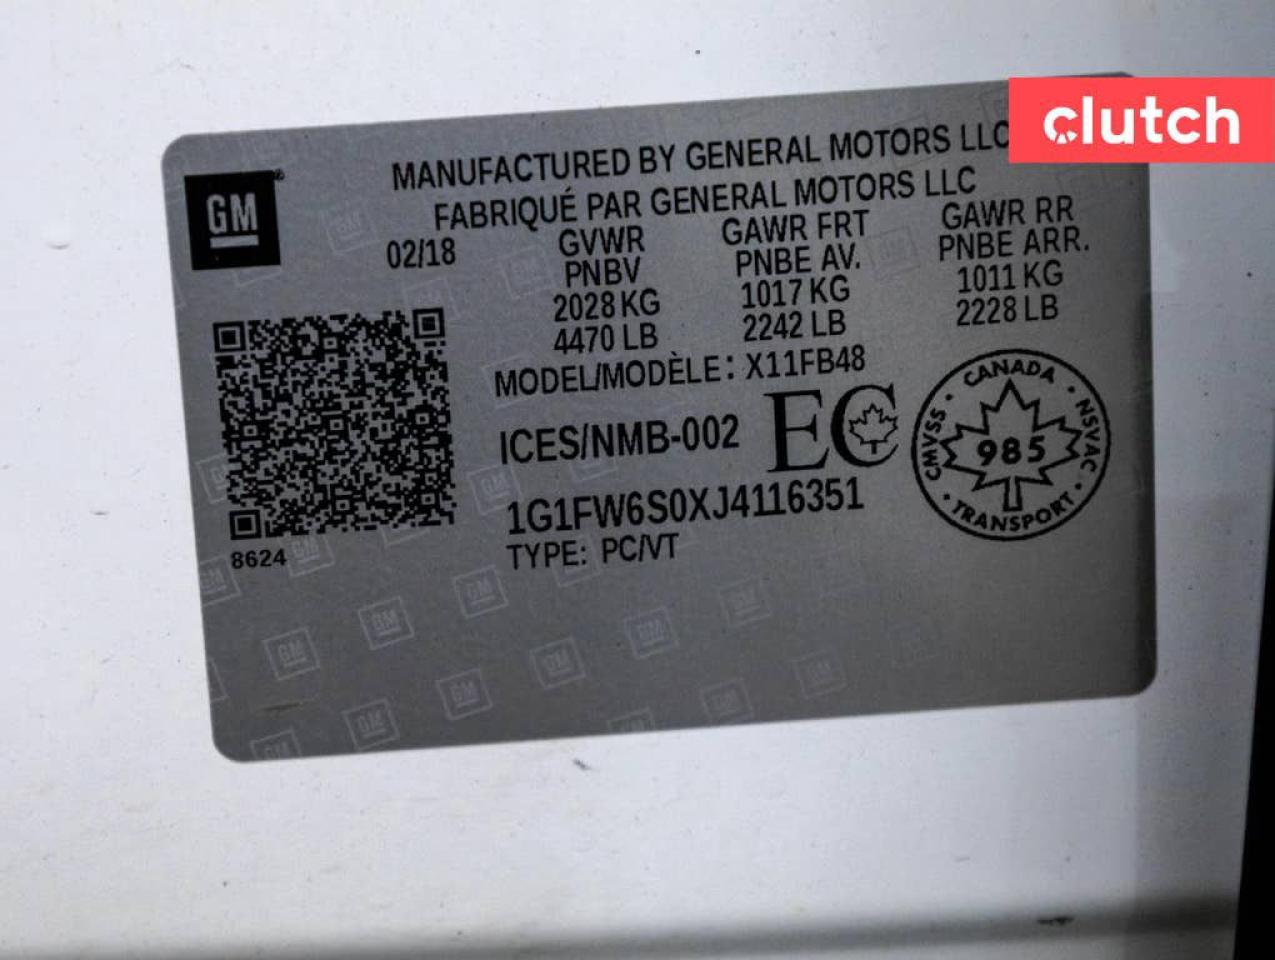 clutch
GM
MANUFACTURED BY GENERAL MOTORS LLC
FABRIQUÉ PAR GENERAL MOTORS LLC
02/18 GVWR GAWR FRT GAWR RR
PNBV PNBE AV. PNBE ARR.
2028 KG 1017 KG 1011 KG
4470 LB 2242 LB 2228 LB
MODEL/MODÈLE: X11FB48
ICES/NMB-002 EC
1G1FW6S0XJ4116351
TYPE: PC/VT
CANADA
CMVSS 985 NSVAC
TRANSPORT
8624